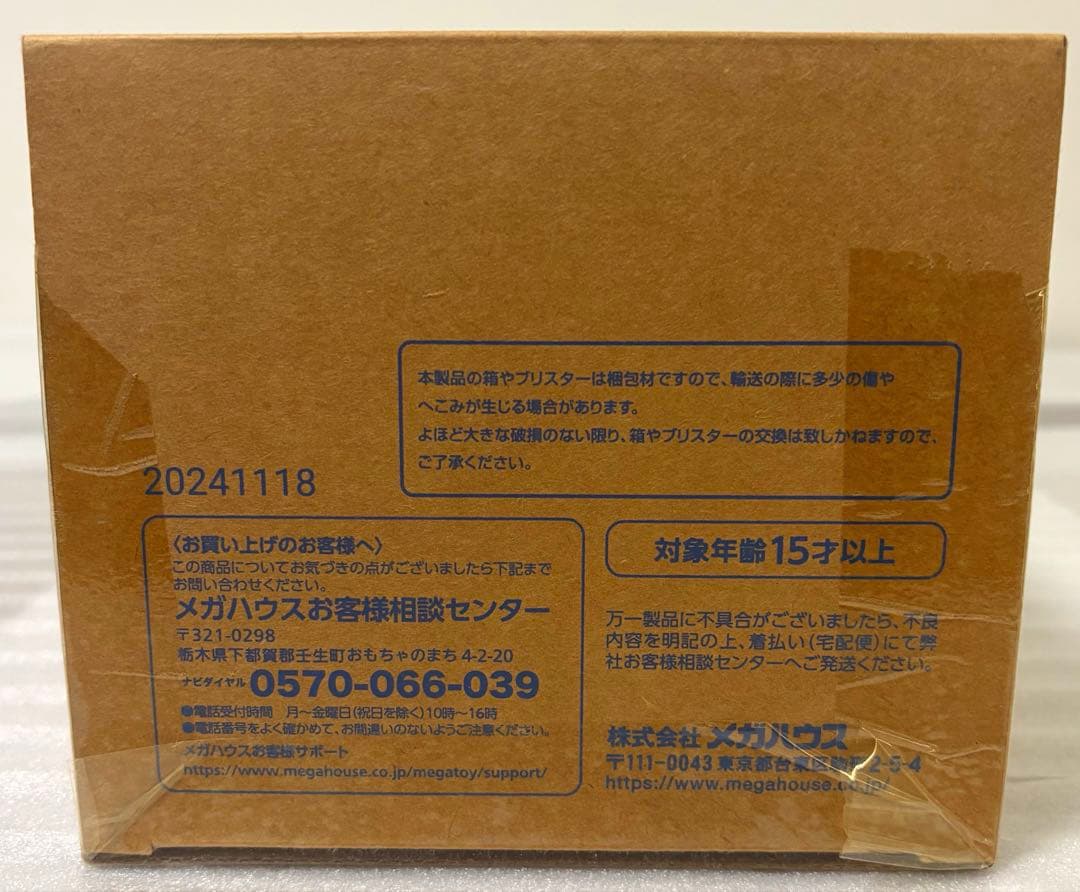 本製品の箱やブリスターは梱包材ですので、輸送の際に多少の傷や
へこみが生じる場合があります。
よほど大きな破損のない限り、箱やブリスターの交換は致しかねますので、
ご了承ください。
20241118
〈お買い上げのお客様へ〉
この商品についてお気づきの点がございましたら下記まで
お問い合わせください。
メガハウスお客様相談センター
〒321-0298
栃木県下都賀郡壬生町おもちゃのまち 4-2-20
ナビダイヤル 0570-066-039
●電話受付時間 月〜金曜日(祝日を除く)10時〜16時
●電話番号をよく確かめて、お間違いのないようご注意ください。
メガハウスお客様サポート
https://www.megahouse.co.jp/megatoy/support/
対象年齢 15才以上
万一製品に不具合がございましたら、不良
内容を明記の上、着払い(宅配便)にて弊
社お客様相談センターへご発送ください。
株式会社 メガハウス
〒111-0043 東京都台東区駒形 2-5-4
https://www.megahouse.co.jp/